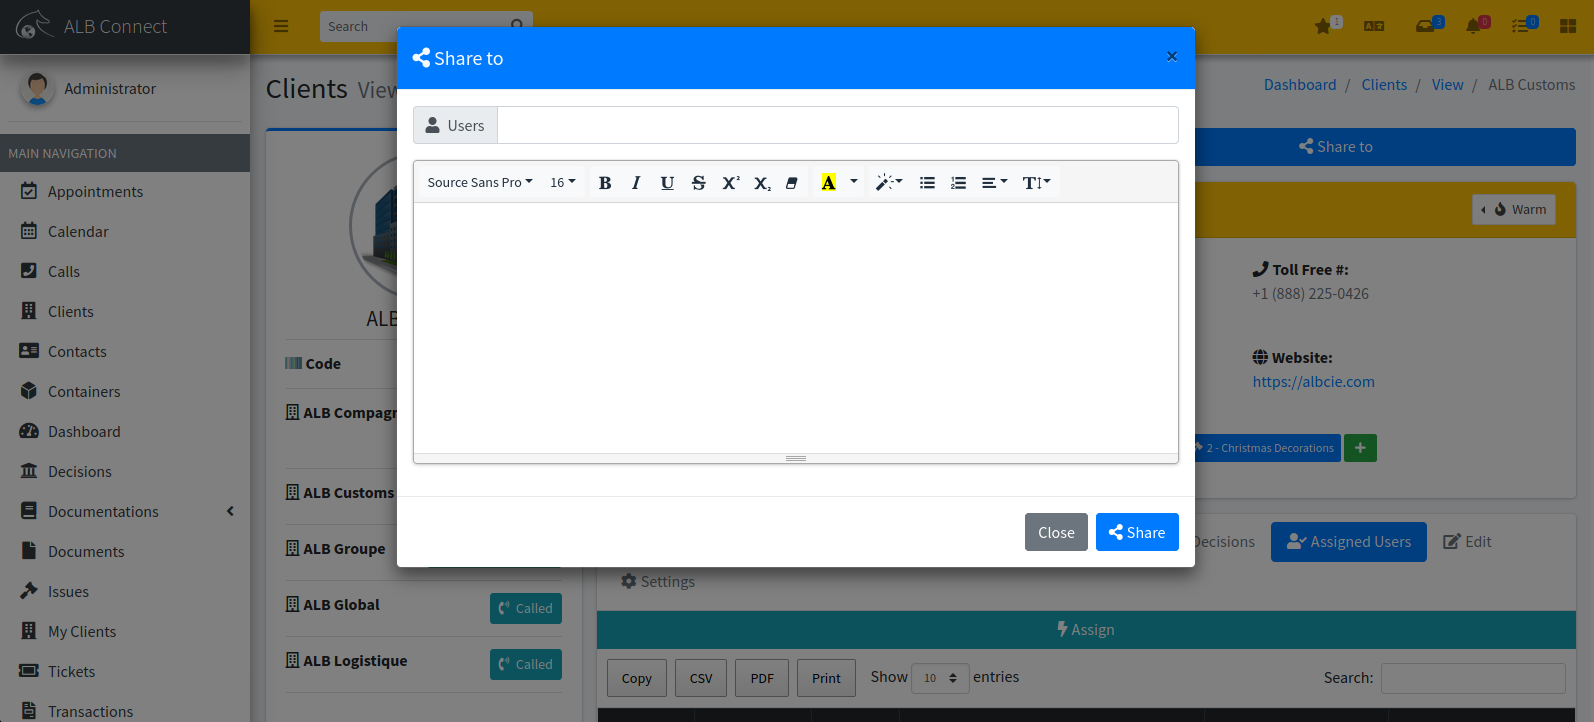 ALB Connect
Search
1
3
0
0
Share to
×
Administrator
Clients View
Dashboard / Clients / View / ALB Customs
MAIN NAVIGATION
Appointments
Calendar
Calls
Clients
Contacts
Containers
Dashboard
Decisions
Documentations
Documents
Issues
My Clients
Tickets
Transactions
ALB
Code
ALB Compagn
ALB Customs
ALB Groupe
ALB Global
Called
ALB Logistique
Called
Users
Source Sans Pro
16
B I U S X² X₂ A
Close
Share
Share to
Warm
Toll Free #:
+1 (888) 225-0426
Website:
https://albcie.com
2 - Christmas Decorations
Decisions
Assigned Users
Edit
Settings
Assign
Copy
CSV
PDF
Print
Show 10 entries
Search: